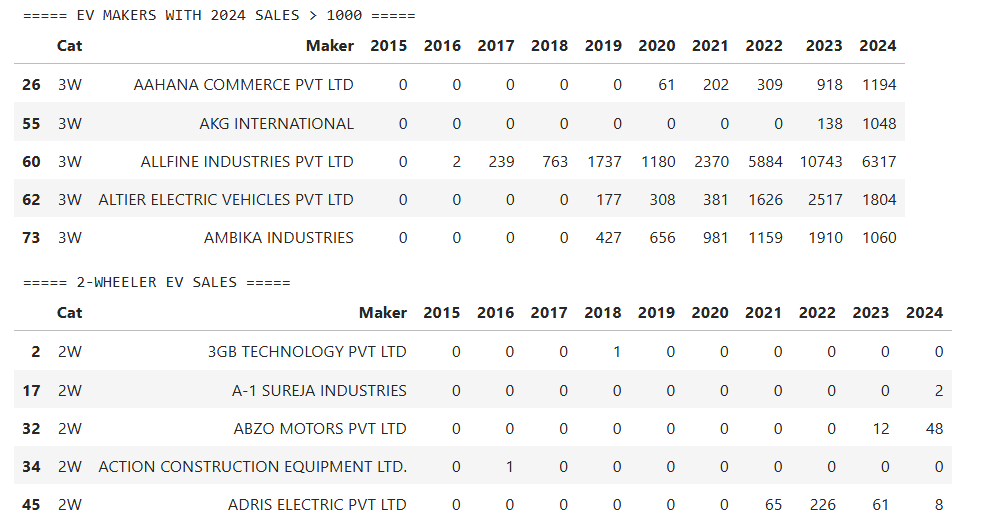 ===== EV MAKERS WITH 2024 SALES > 1000 =====
Cat Maker 2015 2016 2017 2018 2019 2020 2021 2022 2023 2024
26 3W AAHANA COMMERCE PVT LTD 0 0 0 0 0 61 202 309 918 1194
55 3W AKG INTERNATIONAL 0 0 0 0 0 0 0 0 138 1048
60 3W ALLFINE INDUSTRIES PVT LTD 0 2 239 763 1737 1180 2370 5884 10743 6317
62 3W ALTIER ELECTRIC VEHICLES PVT LTD 0 0 0 0 177 308 381 1626 2517 1804
73 3W AMBIKA INDUSTRIES 0 0 0 0 427 656 981 1159 1910 1060
===== 2-WHEELER EV SALES =====
Cat Maker 2015 2016 2017 2018 2019 2020 2021 2022 2023 2024
2 2W 3GB TECHNOLOGY PVT LTD 0 0 0 1 0 0 0 0 0 0
17 2W A-1 SUREJA INDUSTRIES 0 0 0 0 0 0 0 0 0 2
32 2W ABZO MOTORS PVT LTD 0 0 0 0 0 0 0 0 12 48
34 2W ACTION CONSTRUCTION EQUIPMENT LTD. 0 1 0 0 0 0 0 0 0 0
45 2W ADRIS ELECTRIC PVT LTD 0 0 0 0 0 0 65 226 61 8